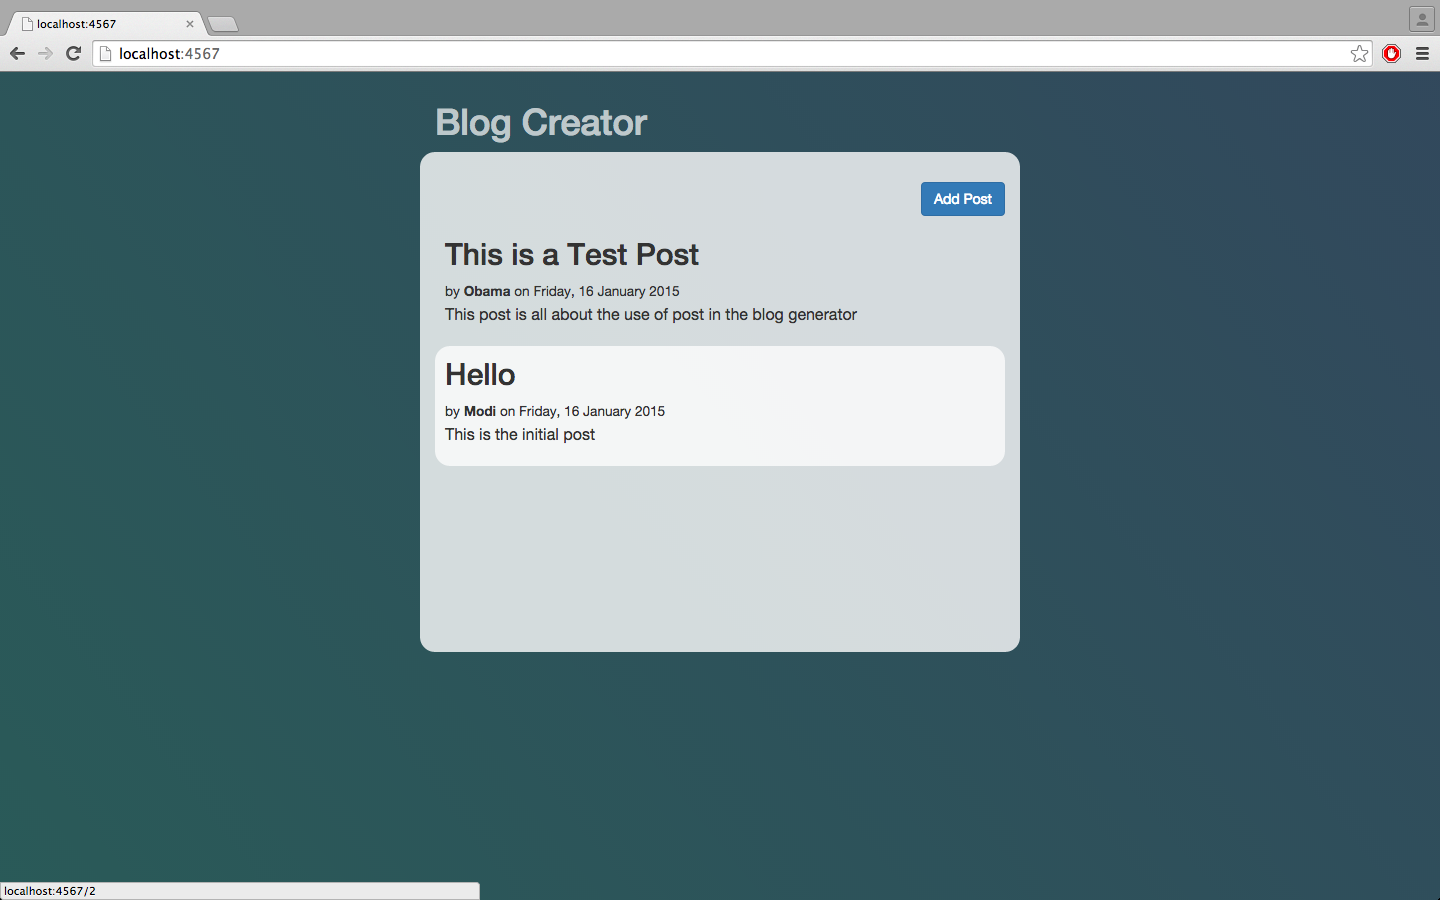 localhost:4567
localhost:4567
Blog Creator
Add Post
This is a Test Post
by Obama on Friday, 16 January 2015
This post is all about the use of post in the blog generator
Hello
by Modi on Friday, 16 January 2015
This is the initial post
localhost:4567/2